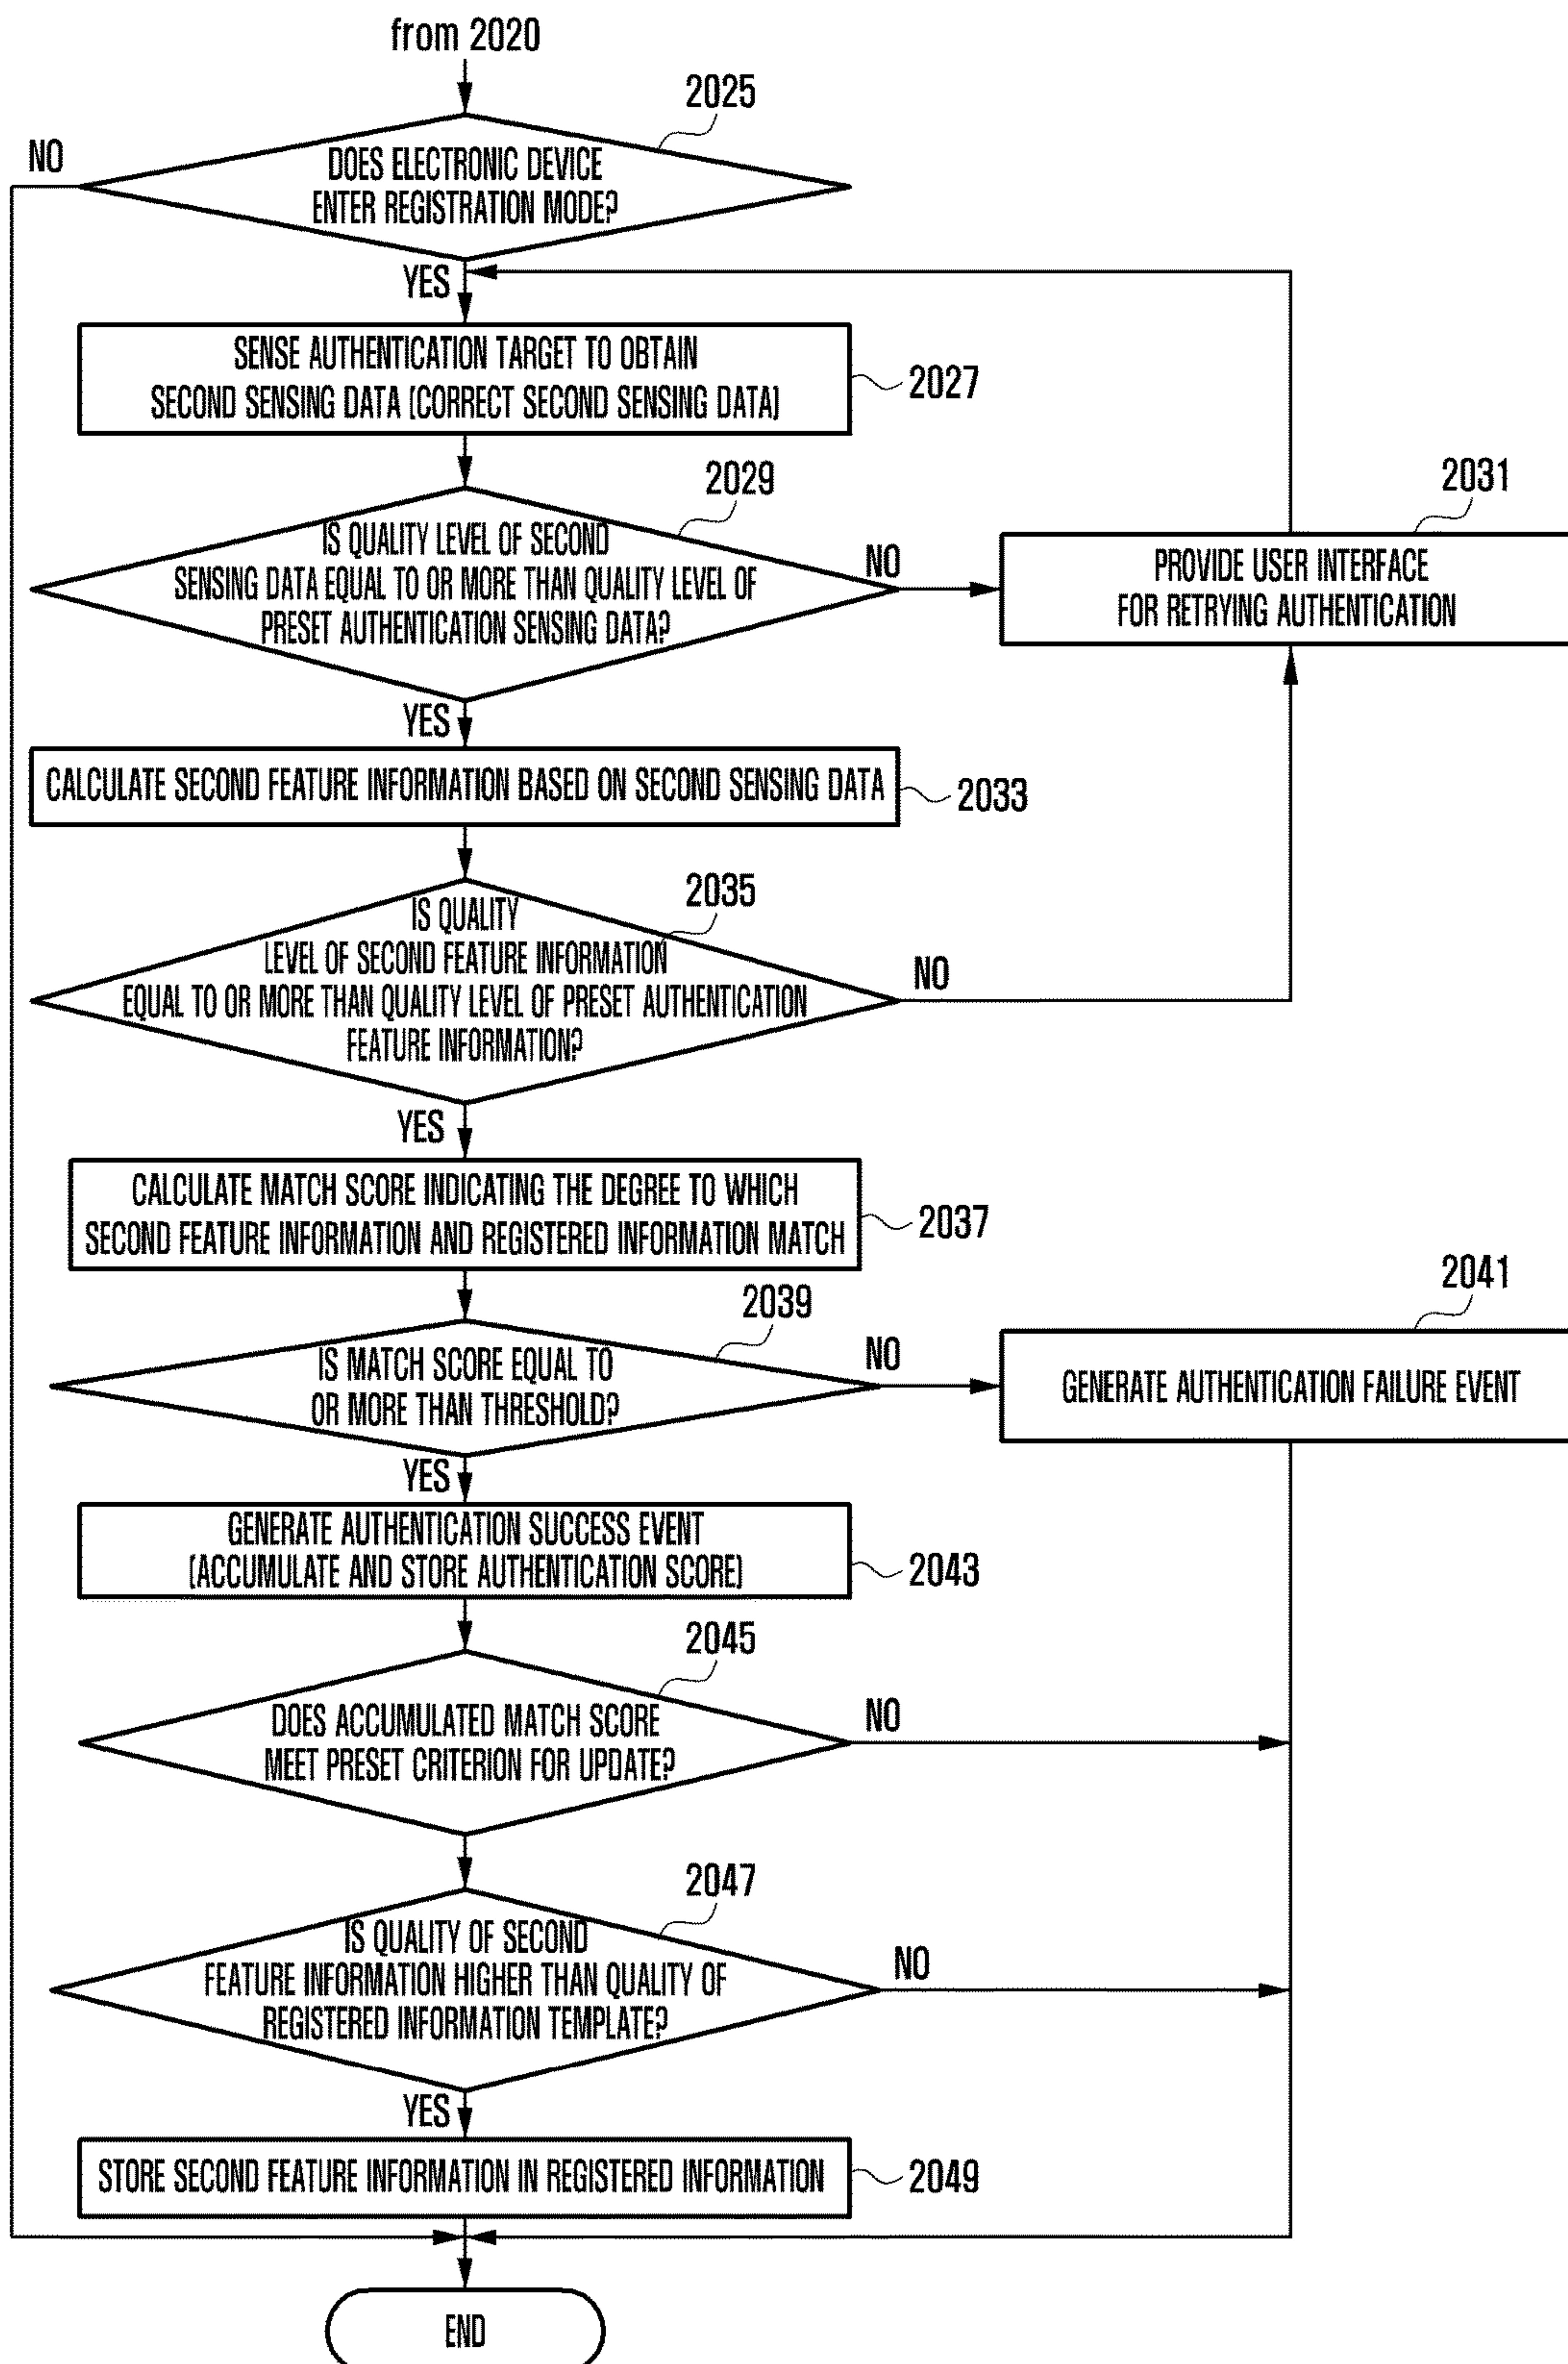 from 2020
2025
NO
DOES ELECTRONIC DEVICE
ENTER REGISTRATION MODE?
YES
SENSE AUTHENTICATION TARGET TO OBTAIN
SECOND SENSING DATA (CORRECT SECOND SENSING DATA)
2027
2029
IS QUALITY LEVEL OF SECOND
SENSING DATA EQUAL TO OR MORE THAN QUALITY LEVEL OF
PRESET AUTHENTICATION SENSING DATA?
NO
2031
PROVIDE USER INTERFACE
FOR RETRYING AUTHENTICATION
YES
CALCULATE SECOND FEATURE INFORMATION BASED ON SECOND SENSING DATA
2033
2035
IS QUALITY
LEVEL OF SECOND FEATURE INFORMATION
EQUAL TO OR MORE THAN QUALITY LEVEL OF PRESET AUTHENTICATION
FEATURE INFORMATION?
NO
YES
CALCULATE MATCH SCORE INDICATING THE DEGREE TO WHICH
SECOND FEATURE INFORMATION AND REGISTERED INFORMATION MATCH
2037
2039
IS MATCH SCORE EQUAL TO
OR MORE THAN THRESHOLD?
NO
2041
GENERATE AUTHENTICATION FAILURE EVENT
YES
GENERATE AUTHENTICATION SUCCESS EVENT
(ACCUMULATE AND STORE AUTHENTICATION SCORE)
2043
2045
DOES ACCUMULATED MATCH SCORE
MEET PRESET CRITERION FOR UPDATE?
NO
2047
IS QUALITY OF SECOND
FEATURE INFORMATION HIGHER THAN QUALITY OF
REGISTERED INFORMATION TEMPLATE?
NO
YES
STORE SECOND FEATURE INFORMATION IN REGISTERED INFORMATION
2049
END